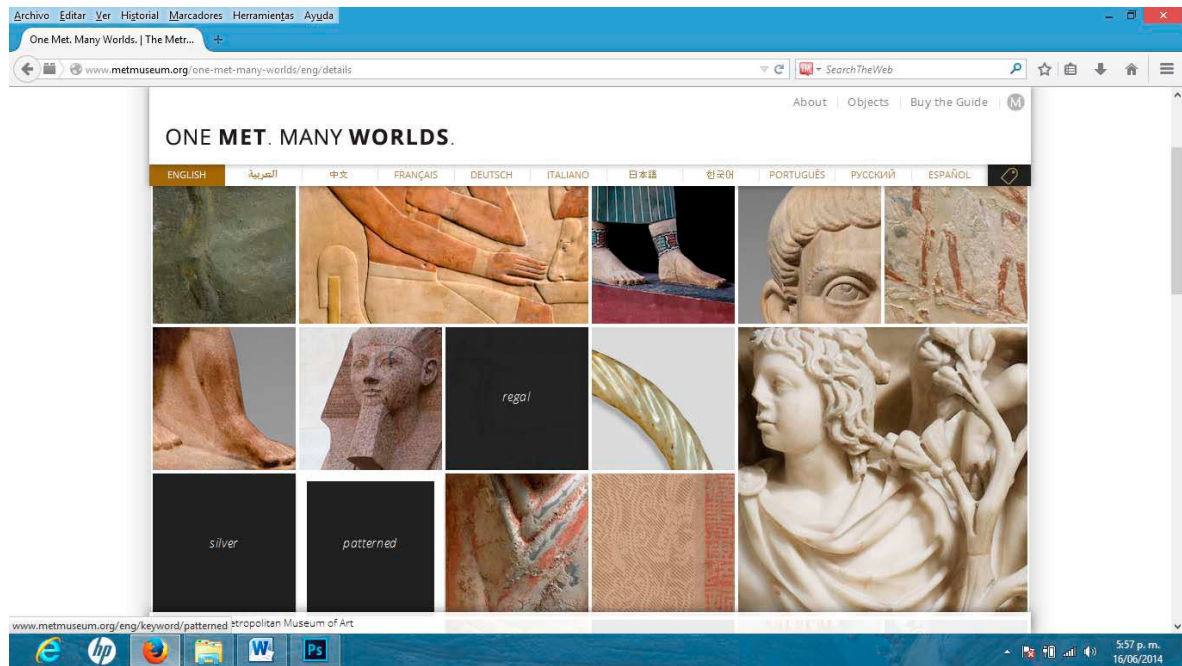 Archivo Editar Ver Historial Marcadores Herramientas Ayuda
One Met. Many Worlds. | The Metr...
www.metmuseum.org/one-met-many-worlds/eng/details
SearchTheWeb
About Objects Buy the Guide M
ONE MET. MANY WORLDS.
ENGLISH العربية 中文 FRANÇAIS DEUTSCH ITALIANO 日本語 한국어 PORTUGUÊS РУССКИЙ ESPAÑOL
regal
silver
patterned
www.metmuseum.org/eng/keyword/patterned etropolitan Museum of Art
hp
W
Ps
5:57 p. m.
16/06/2014